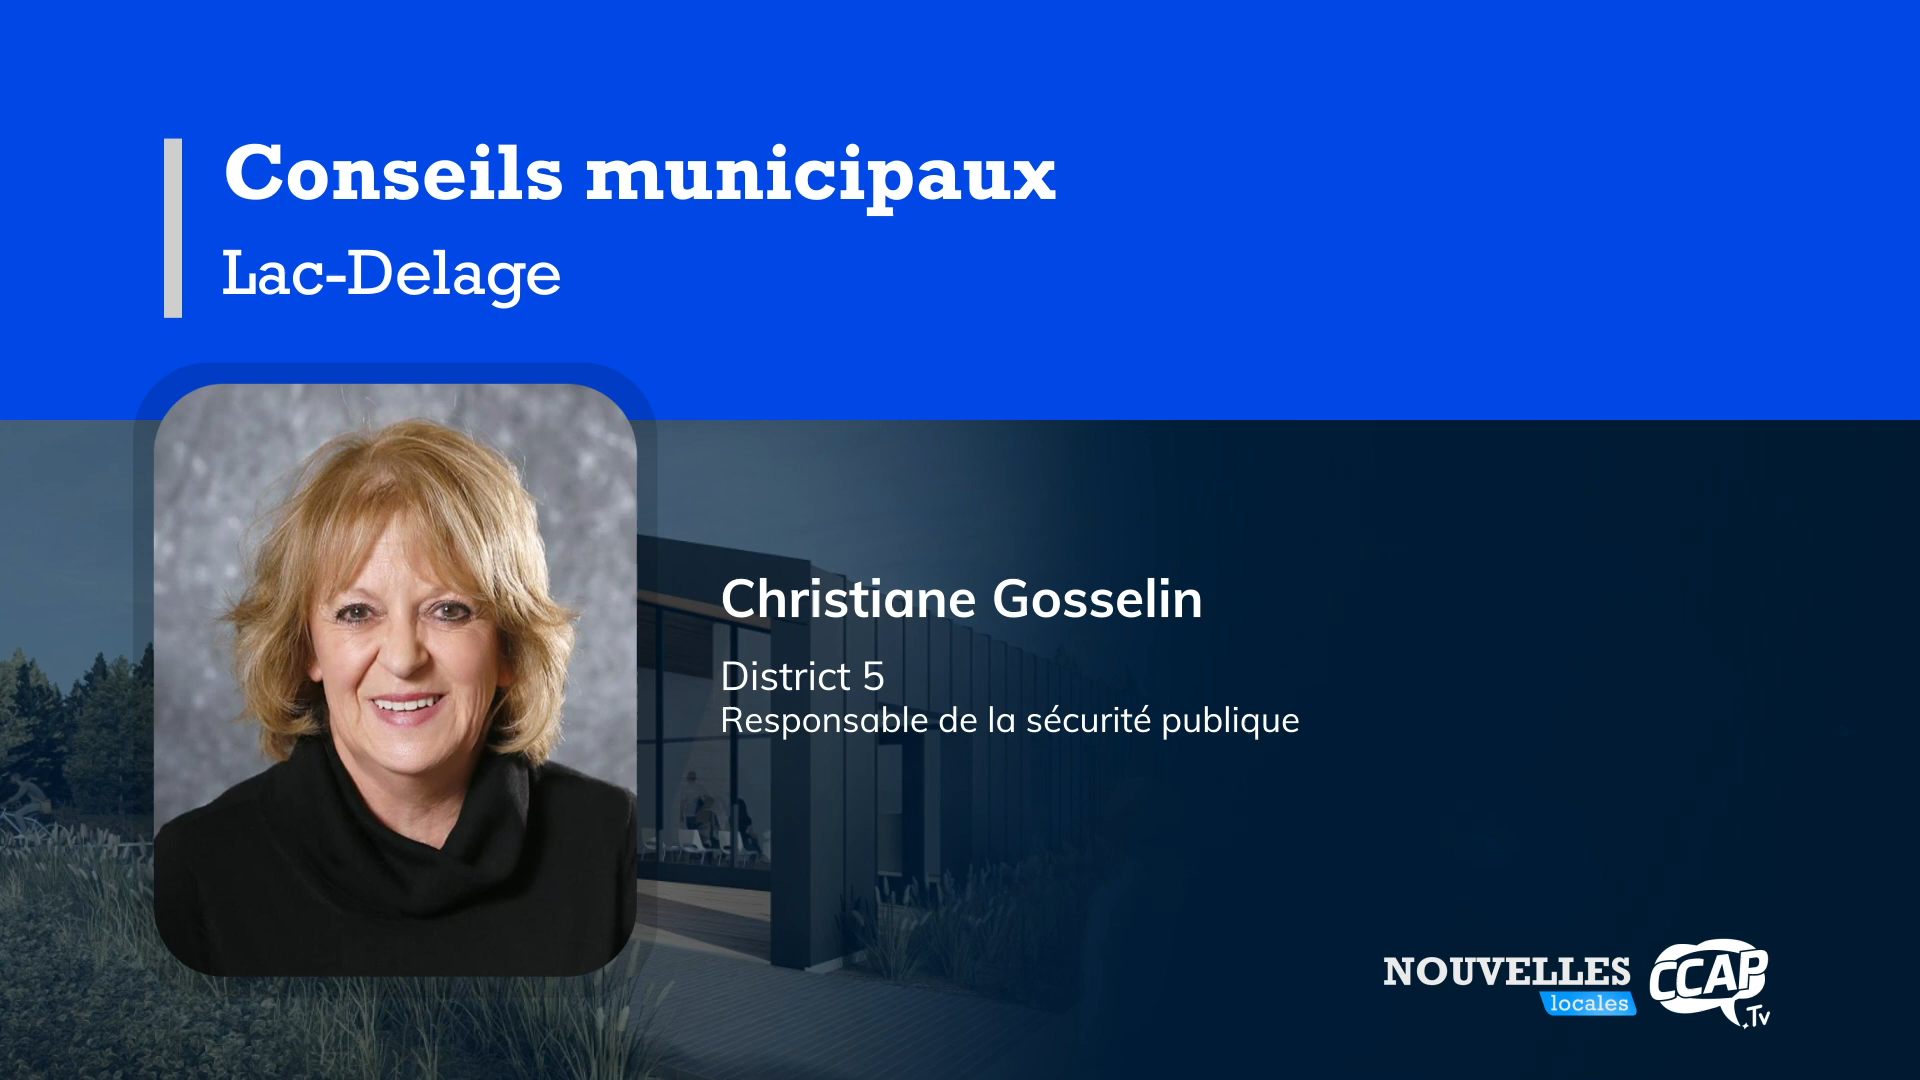 Conseils municipaux
Lac-Delage
Christiane Gosselin
District 5
Responsable de la sécurité publique
NOUVELLES
locales
CCAP
.Tv